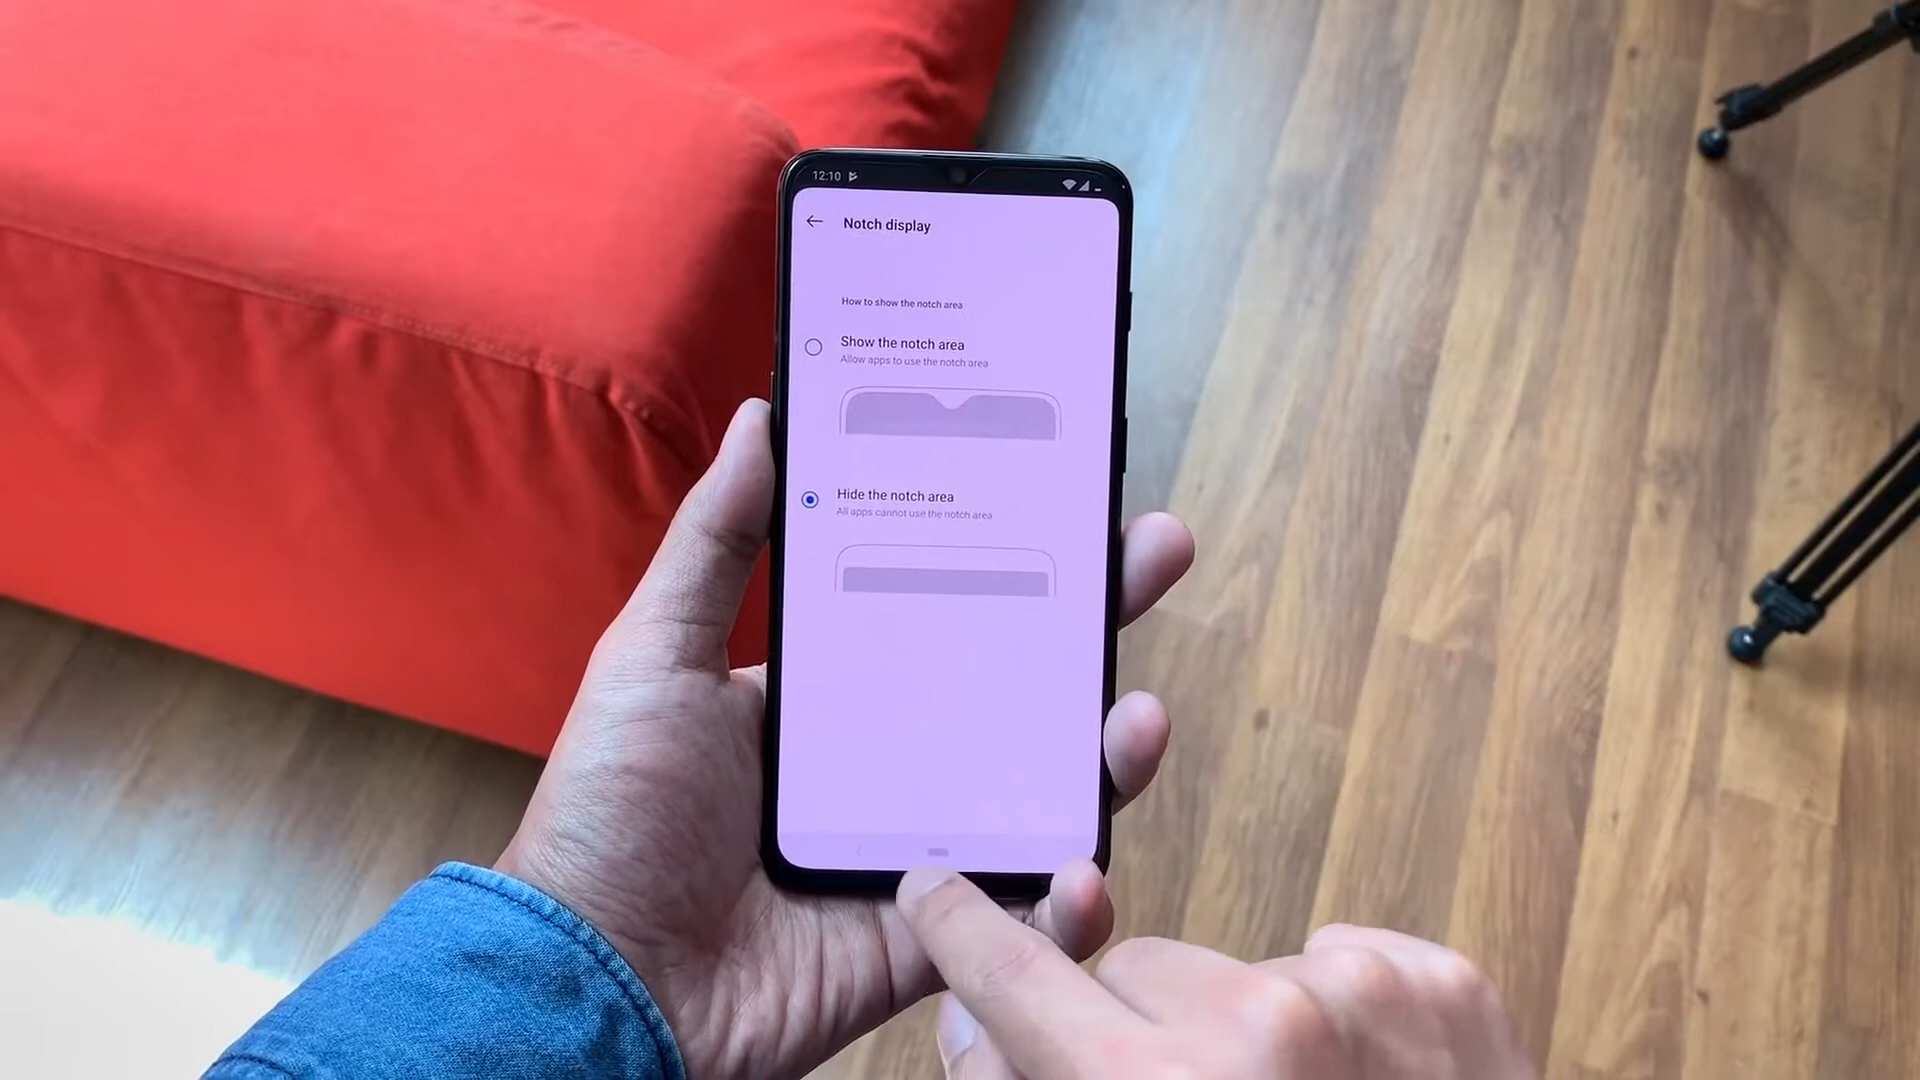 12:10
Notch display
How to show the notch area
Show the notch area
Allow apps to use the notch area
Hide the notch area
All apps cannot use the notch area